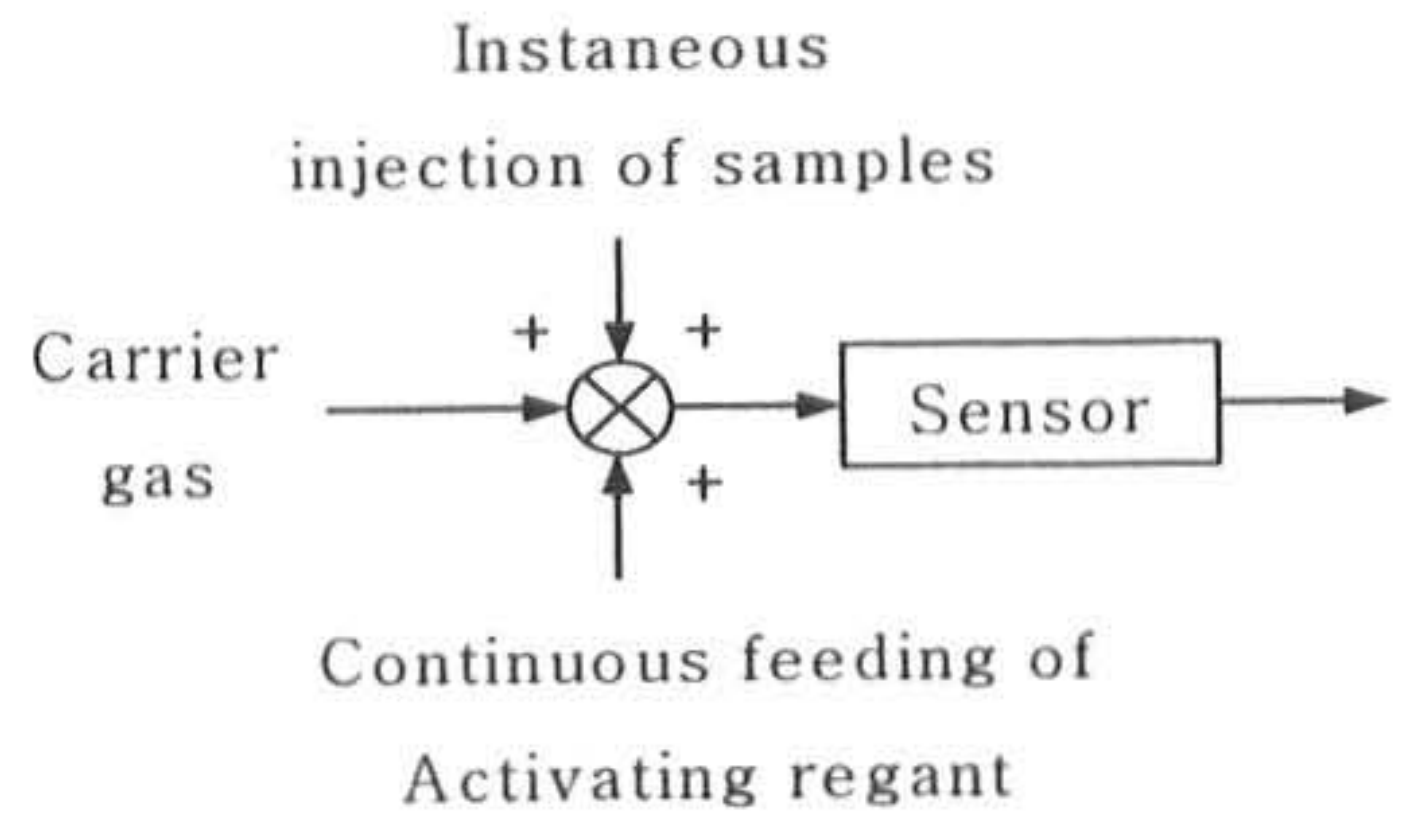 Instaneous
injection of samples
+ +
Carrier
gas
Sensor
+
Continuous feeding of
Activating regant